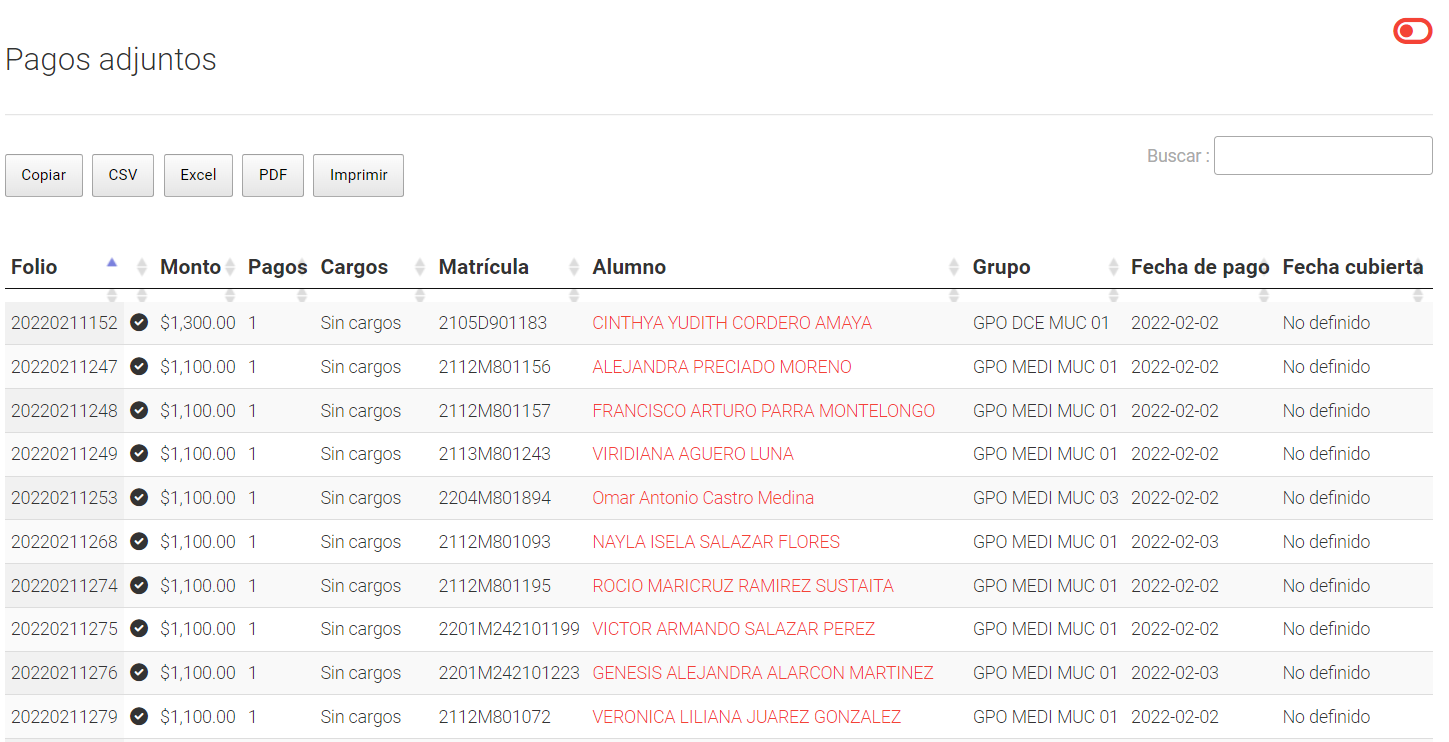 Pagos adjuntos
Copiar CSV Excel PDF Imprimir Buscar :
Folio Monto Pagos Cargos Matrícula Alumno Grupo Fecha de pago Fecha cubierta
20220211152 $1,300.00 1 Sin cargos 2105D901183 CINTHYA YUDITH CORDERO AMAYA GPO DCE MUC 01 2022-02-02 No definido
20220211247 $1,100.00 1 Sin cargos 2112M801156 ALEJANDRA PRECIADO MORENO GPO MEDI MUC 01 2022-02-02 No definido
20220211248 $1,100.00 1 Sin cargos 2112M801157 FRANCISCO ARTURO PARRA MONTELONGO GPO MEDI MUC 01 2022-02-02 No definido
20220211249 $1,100.00 1 Sin cargos 2113M801243 VIRIDIANA AGUERO LUNA GPO MEDI MUC 01 2022-02-02 No definido
20220211253 $1,100.00 1 Sin cargos 2204M801894 Omar Antonio Castro Medina GPO MEDI MUC 03 2022-02-02 No definido
20220211268 $1,100.00 1 Sin cargos 2112M801093 NAYLA ISELA SALAZAR FLORES GPO MEDI MUC 01 2022-02-03 No definido
20220211274 $1,100.00 1 Sin cargos 2112M801195 ROCIO MARICRUZ RAMIREZ SUSTAITA GPO MEDI MUC 01 2022-02-02 No definido
20220211275 $1,100.00 1 Sin cargos 2201M242101199 VICTOR ARMANDO SALAZAR PEREZ GPO MEDI MUC 01 2022-02-02 No definido
20220211276 $1,100.00 1 Sin cargos 2201M242101223 GENESIS ALEJANDRA ALARCON MARTINEZ GPO MEDI MUC 01 2022-02-03 No definido
20220211279 $1,100.00 1 Sin cargos 2112M801072 VERONICA LILIANA JUAREZ GONZALEZ GPO MEDI MUC 01 2022-02-02 No definido